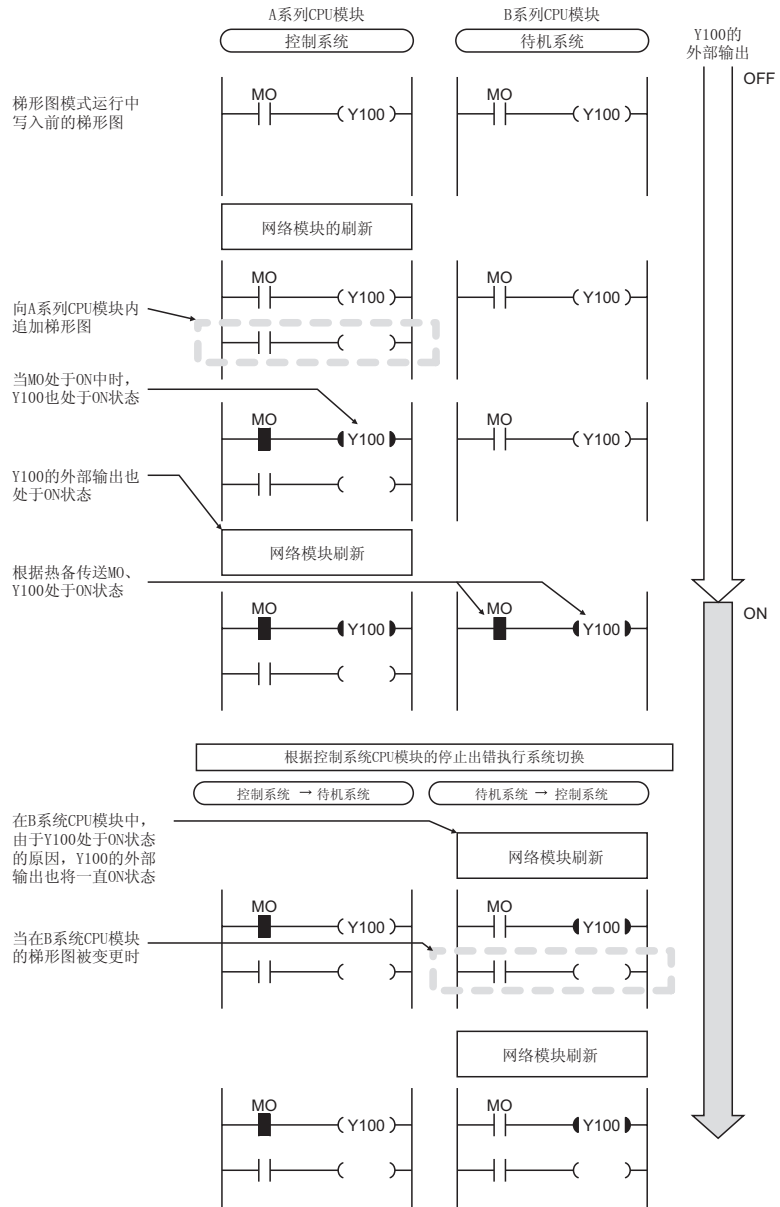 A系列CPU模块
B系列CPU模块
控制系统
待机系统
Y100的
外部输出
OFF
梯形图模式运行中
写入前的梯形图
MO
Y100
MO
Y100
网络模块的刷新
向A系列CPU模块内
追加梯形图
MO
Y100
MO
Y100
当MO处于ON中时，
Y100也处于ON状态
MO
Y100
MO
Y100
Y100的外部输出也
处于ON状态
网络模块刷新
根据热备传送MO、
Y100处于ON状态
MO
Y100
MO
Y100
ON
根据控制系统CPU模块的停止出错执行系统切换
控制系统 → 待机系统
待机系统 → 控制系统
在B系统CPU模块中，
由于Y100处于ON状态
的原因，Y100的外部
输出也将一直ON状态
网络模块刷新
MO
Y100
MO
Y100
当在B系统CPU模块
的梯形图被变更时
网络模块刷新
MO
Y100
MO
Y100